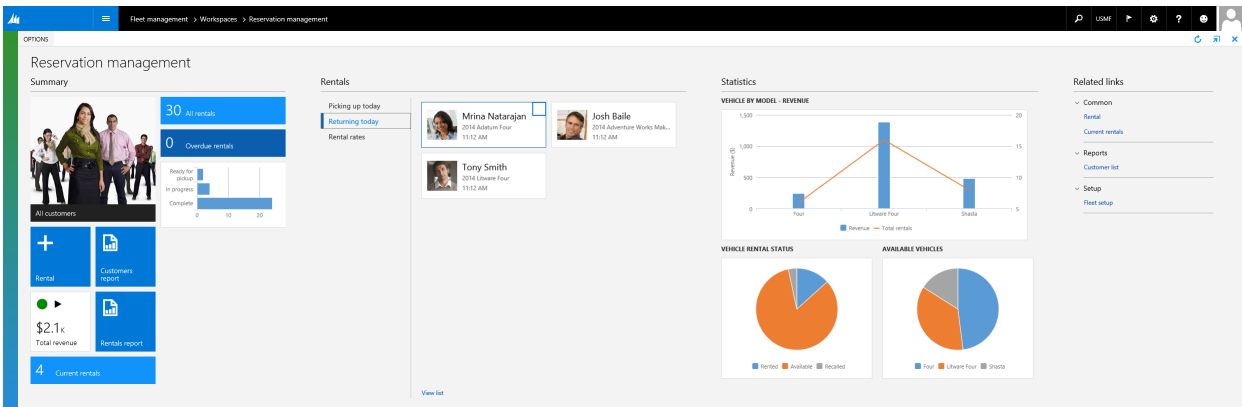 Fleet management > Workspaces > Reservation management
USMF
?
OPTIONS
Reservation management
Summary
All customers
30 All rentals
0 Overdue rentals
Ready for
pickup
In progress
Complete
0 10 20
Rental
Customers
report
$2.1K
Total revenue
Rentals report
4 Current rentals
Rentals
Picking up today
Returning today
Rental rates
Mrina Natarajan
2014 Adatum Four
11:12 AM
Josh Baile
2014 Adventure Works Mak...
11:12 AM
Tony Smith
2014 Litware Four
11:12 AM
View list
Statistics
VEHICLE BY MODEL - REVENUE
Revenue ($)
1,500
1,000
500
0
20
15
10
5
Four Litware Four Shasta
Revenue Total rentals
VEHICLE RENTAL STATUS
Rented Available Recalled
AVAILABLE VEHICLES
Four Litware Four Shasta
Related links
Common
Rental
Current rentals
Reports
Customer list
Setup
Fleet setup